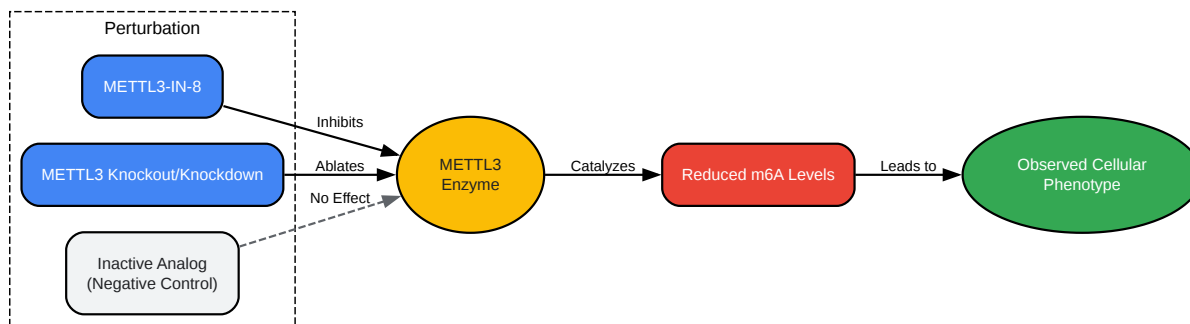 Perturbation
METTL3-IN-8
Inhibits
METTL3 Knockout/Knockdown
Ablates
No Effect
Inactive Analog
(Negative Control)
METTL3
Enzyme
Catalyzes
Reduced m6A Levels
Leads to
Observed Cellular
Phenotype